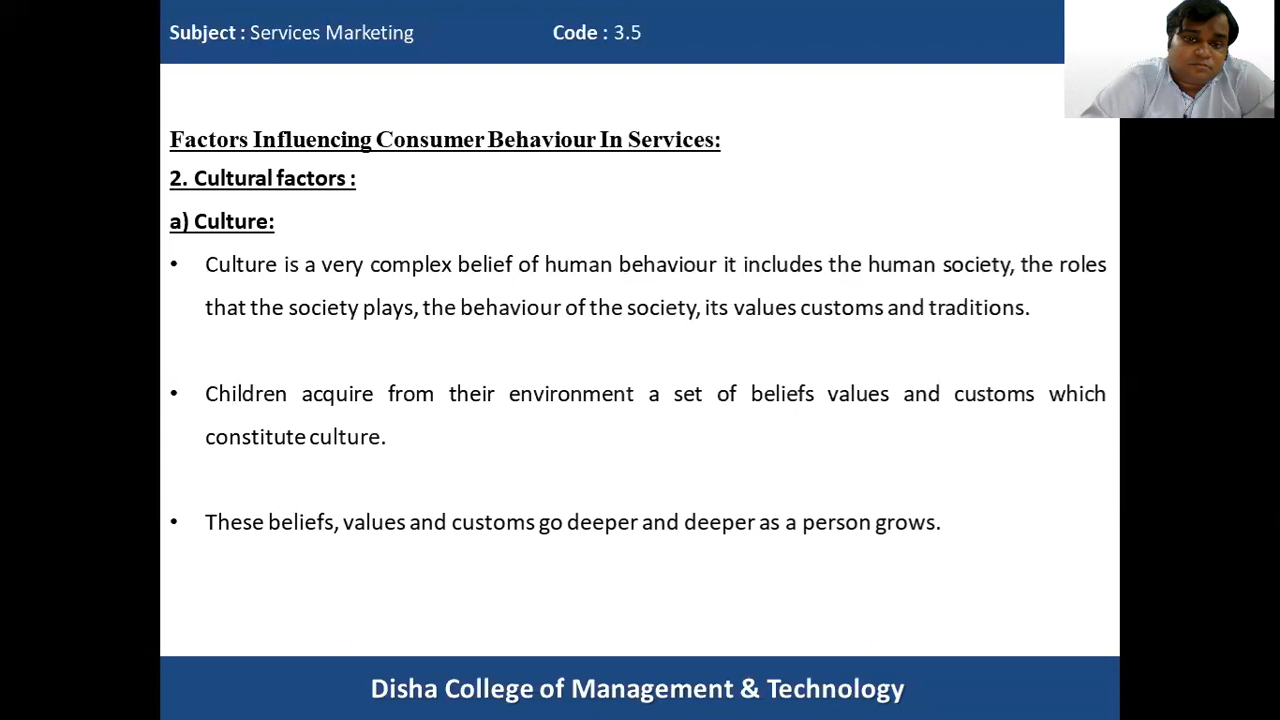 Subject : Services Marketing Code : 3.5
Factors Influencing Consumer Behaviour In Services:
2. Cultural factors :
a) Culture:
• Culture is a very complex belief of human behaviour it includes the human society, the roles
that the society plays, the behaviour of the society, its values customs and traditions.
• Children acquire from their environment a set of beliefs values and customs which
constitute culture.
• These beliefs, values and customs go deeper and deeper as a person grows.
Disha College of Management & Technology